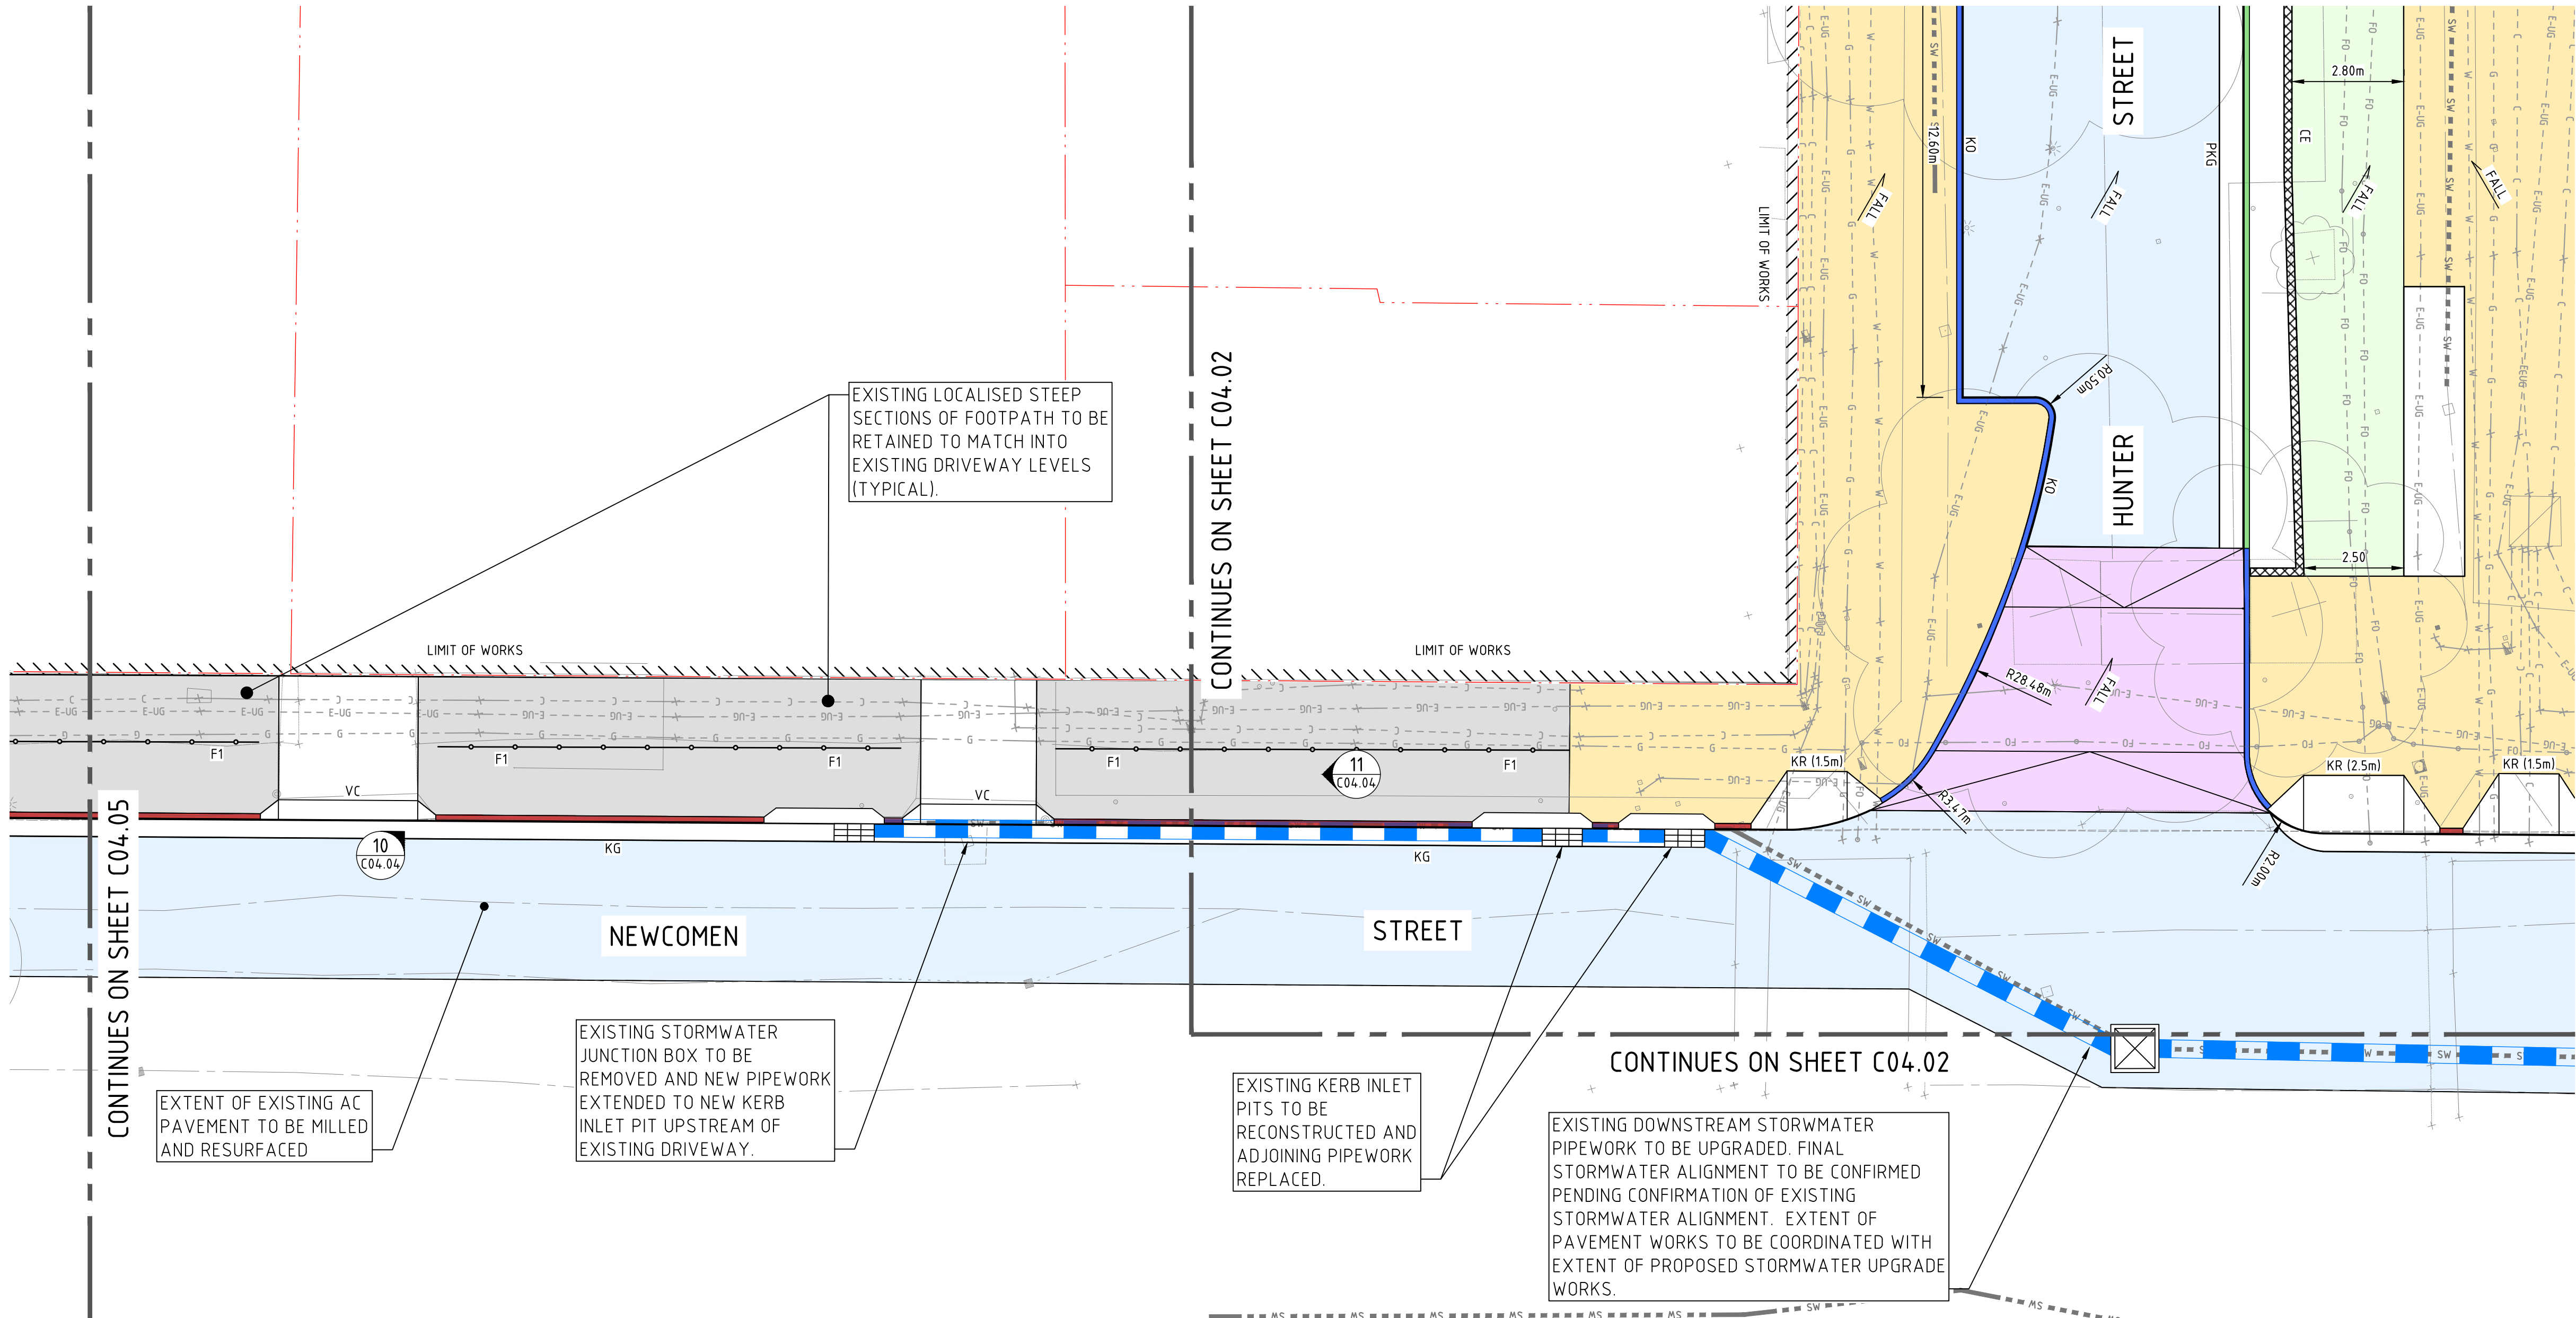 STREET
HUNTER
2.80m
12.60m
KO
PKG
CE
FALL
FALL
FALL
FALL
LIMIT OF WORKS
R0.50m
KO
2.50
EXISTING LOCALISED STEEP
SECTIONS OF FOOTPATH TO BE
RETAINED TO MATCH INTO
EXISTING DRIVEWAY LEVELS
(TYPICAL).
CONTINUES ON SHEET C04.02
LIMIT OF WORKS
LIMIT OF WORKS
R28.48m
FALL
F1
F1
F1
F1
F1
11
C04.04
KR (1.5m)
KR (2.5m)
KR (1.5m)
VC
VC
R3.47m
R2.00m
10
C04.04
KG
KG
CONTINUES ON SHEET C04.05
NEWCOMEN
STREET
CONTINUES ON SHEET C04.02
EXTENT OF EXISTING AC
PAVEMENT TO BE MILLED
AND RESURFACED
EXISTING STORMWATER
JUNCTION BOX TO BE
REMOVED AND NEW PIPEWORK
EXTENDED TO NEW KERB
INLET PIT UPSTREAM OF
EXISTING DRIVEWAY.
EXISTING KERB INLET
PITS TO BE
RECONSTRUCTED AND
ADJOINING PIPEWORK
REPLACED.
EXISTING DOWNSTREAM STORWMATER
PIPEWORK TO BE UPGRADED. FINAL
STORMWATER ALIGNMENT TO BE CONFIRMED
PENDING CONFIRMATION OF EXISTING
STORMWATER ALIGNMENT. EXTENT OF
PAVEMENT WORKS TO BE COORDINATED WITH
EXTENT OF PROPOSED STORMWATER UPGRADE
WORKS.